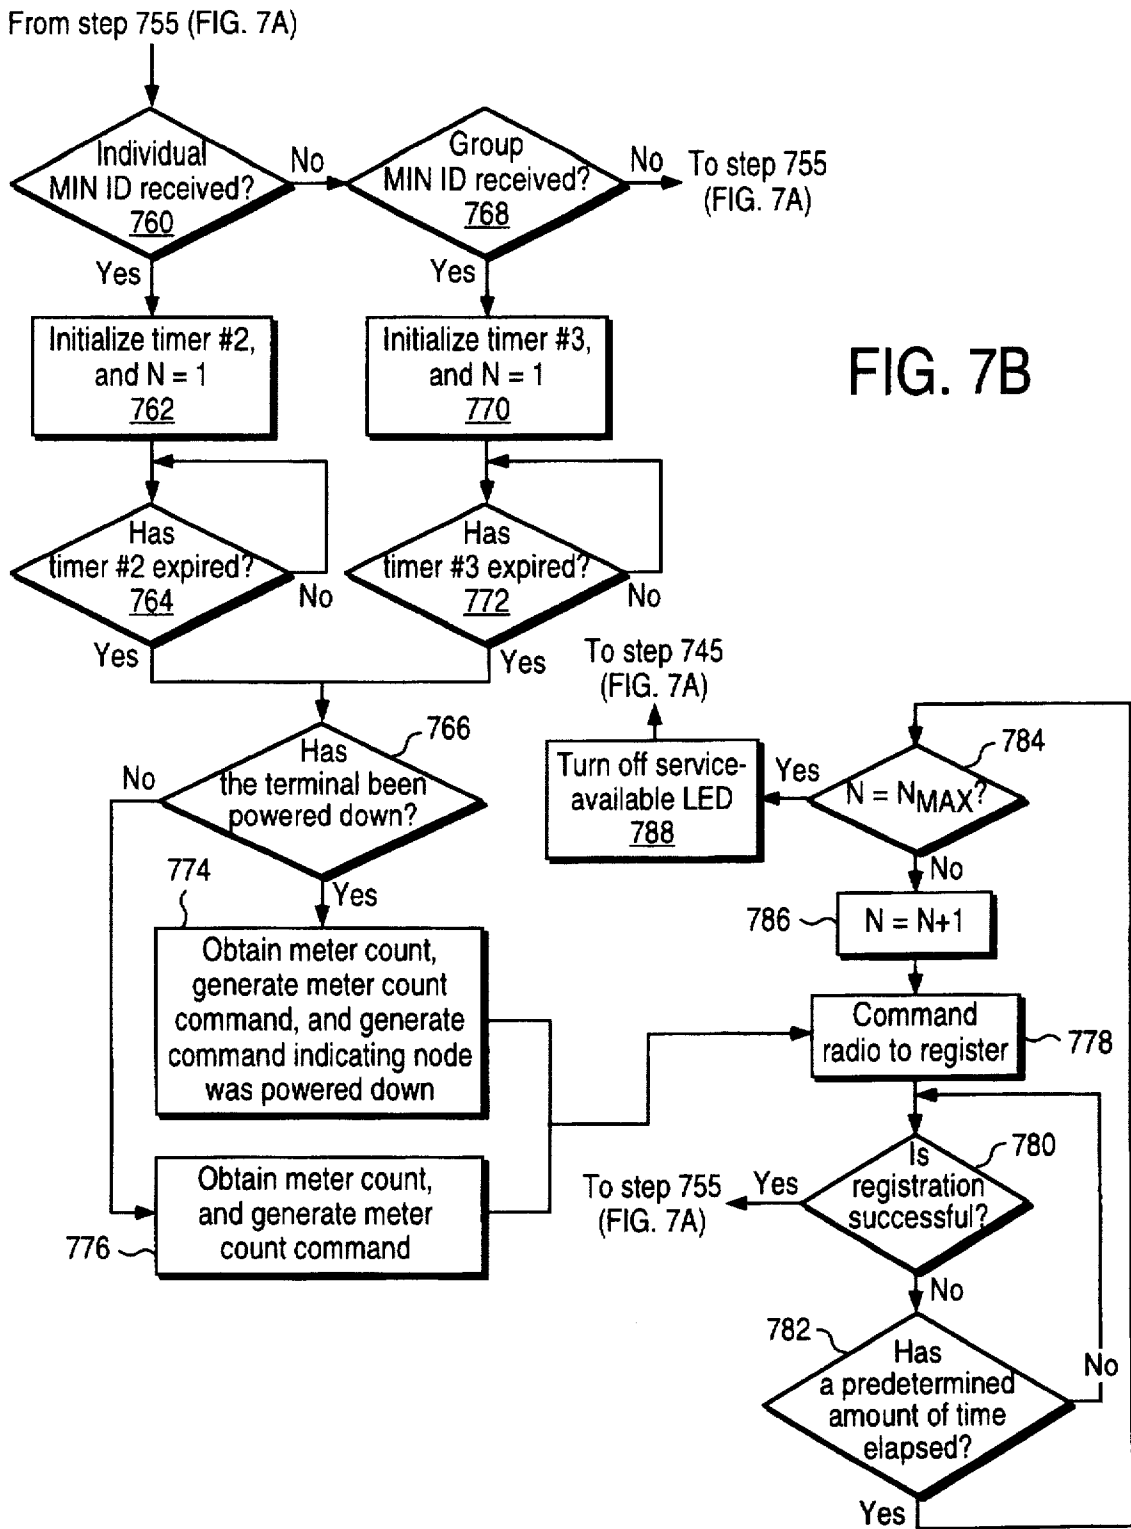 From step 755 (FIG. 7A)
Individual
MIN ID received?
760
No
Group
MIN ID received?
768
No
To step 755
(FIG. 7A)
Yes
Yes
Initialize timer #2,
and N = 1
762
Initialize timer #3,
and N = 1
770
FIG. 7B
Has
timer #2 expired?
764
No
Has
timer #3 expired?
772
No
Yes
Yes
To step 745
(FIG. 7A)
766
Has
the terminal been
powered down?
No
Yes
Turn off service-
available LED
788
Yes
784
N = NMAX?
No
774
786
N = N+1
Obtain meter count,
generate meter count
command, and generate
command indicating node
was powered down
Command
radio to register
778
780
Is
registration
successful?
Yes
To step 755
(FIG. 7A)
Obtain meter count,
and generate meter
count command
776
No
782
Has
a predetermined
amount of time
elapsed?
No
Yes